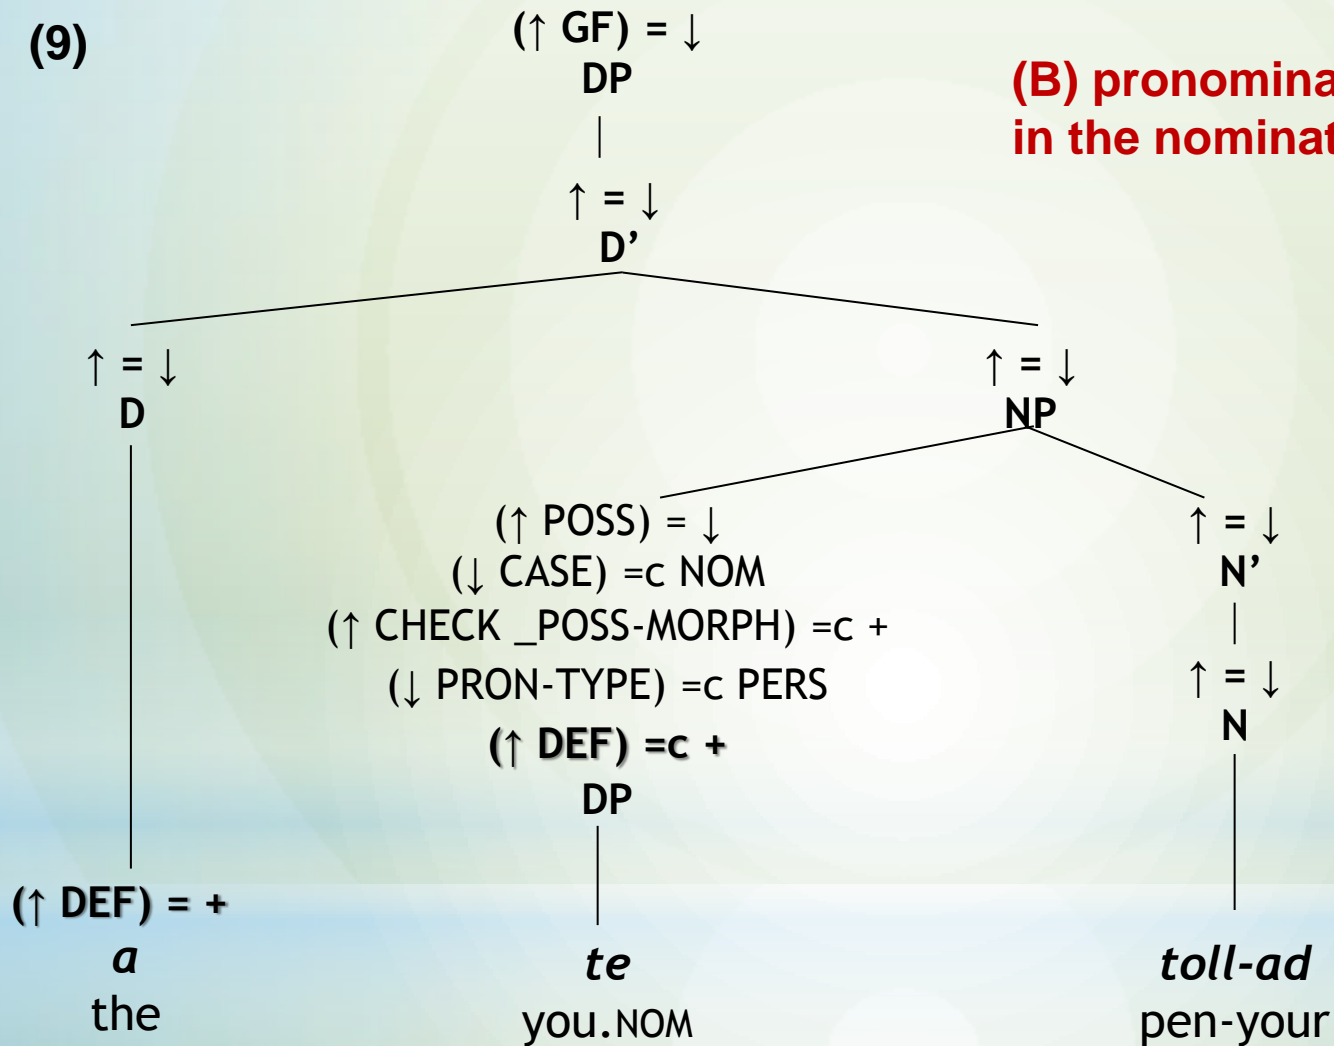 (9)
(↑ GF) = ↓
DP
(B) pronomina
in the nominat
↑ = ↓
D’
↑ = ↓
D
↑ = ↓
NP
(↑ POSS) = ↓
(↓ CASE) =c NOM
(↑ CHECK _POSS-MORPH) =c +
(↓ PRON-TYPE) =c PERS
(↑ DEF) =c +
DP
↑ = ↓
N’
↑ = ↓
N
(↑ DEF) = +
a te toll-ad
the you.NOM pen-your